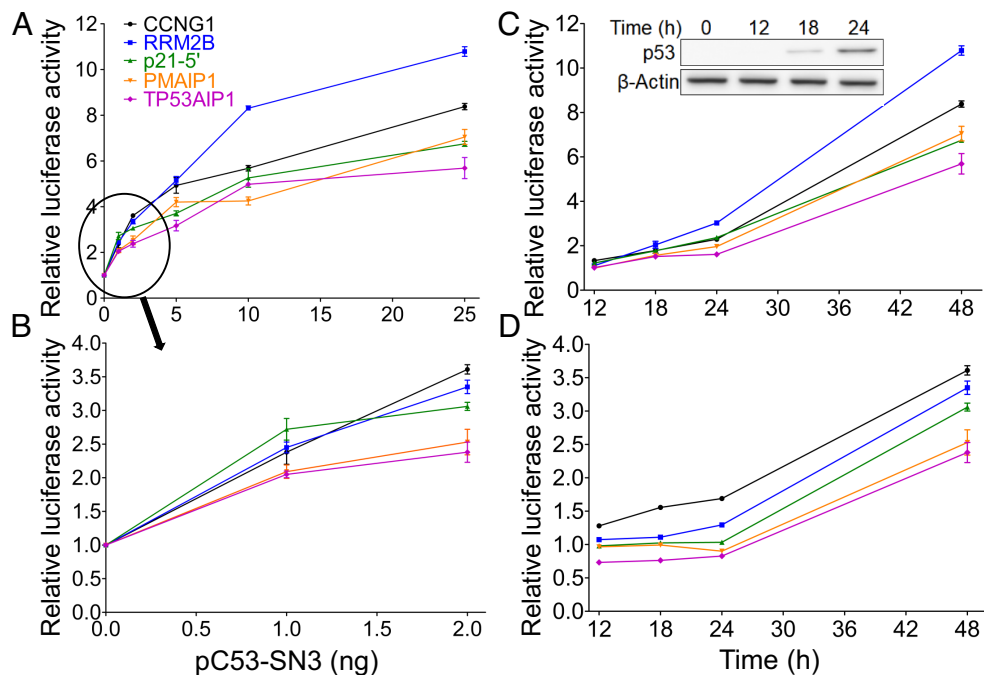 A
Relative luciferase activity
12
10
8
6
4
2
0
0 5 10 15 20 25
CCNG1
RRM2B
p21-5'
PMAIP1
TP53AIP1
C
Relative luciferase activity
12
10
8
6
4
2
0
12 18 24 30 36 42 48
Time (h) 0 12 18 24
p53
β-Actin
B
Relative luciferase activity
4.0
3.5
3.0
2.5
2.0
1.5
1.0
0.5
0.0
0.0 0.5 1.0 1.5 2.0
pC53-SN3 (ng)
D
Relative luciferase activity
4.0
3.5
3.0
2.5
2.0
1.5
1.0
0.5
0.0
12 18 24 30 36 42 48
Time (h)